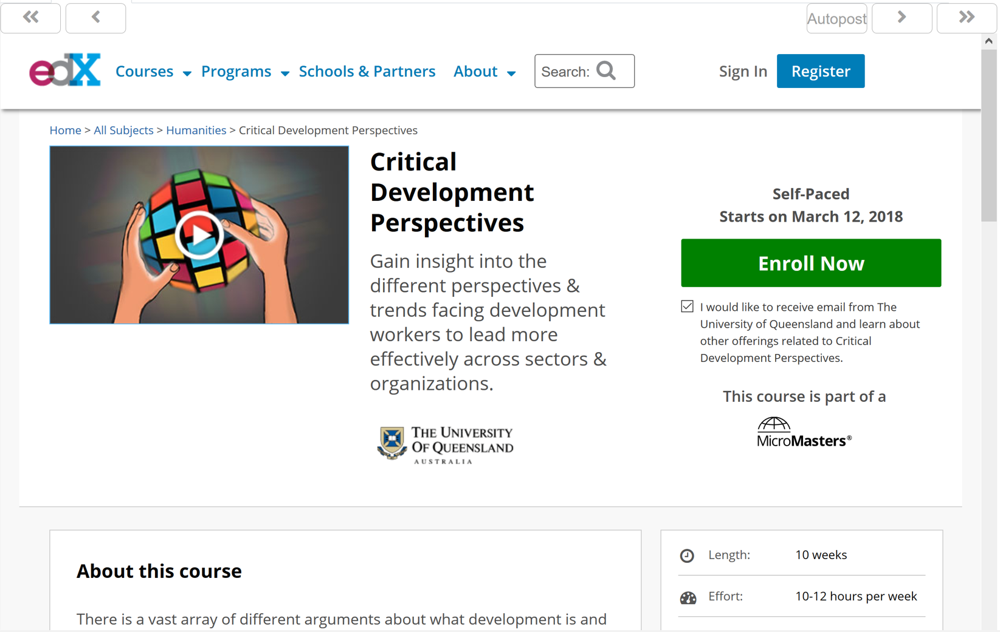 Autopost
edX
Courses Programs Schools & Partners About Search: Sign In Register
Home > All Subjects > Humanities > Critical Development Perspectives
Critical
Development
Perspectives
Gain insight into the
different perspectives &
trends facing development
workers to lead more
effectively across sectors &
organizations.
THE UNIVERSITY
OF QUEENSLAND
AUSTRALIA
Self-Paced
Starts on March 12, 2018
Enroll Now
I would like to receive email from The
University of Queensland and learn about
other offerings related to Critical
Development Perspectives.
This course is part of a
MicroMasters®
About this course
There is a vast array of different arguments about what development is and
Length: 10 weeks
Effort: 10-12 hours per week